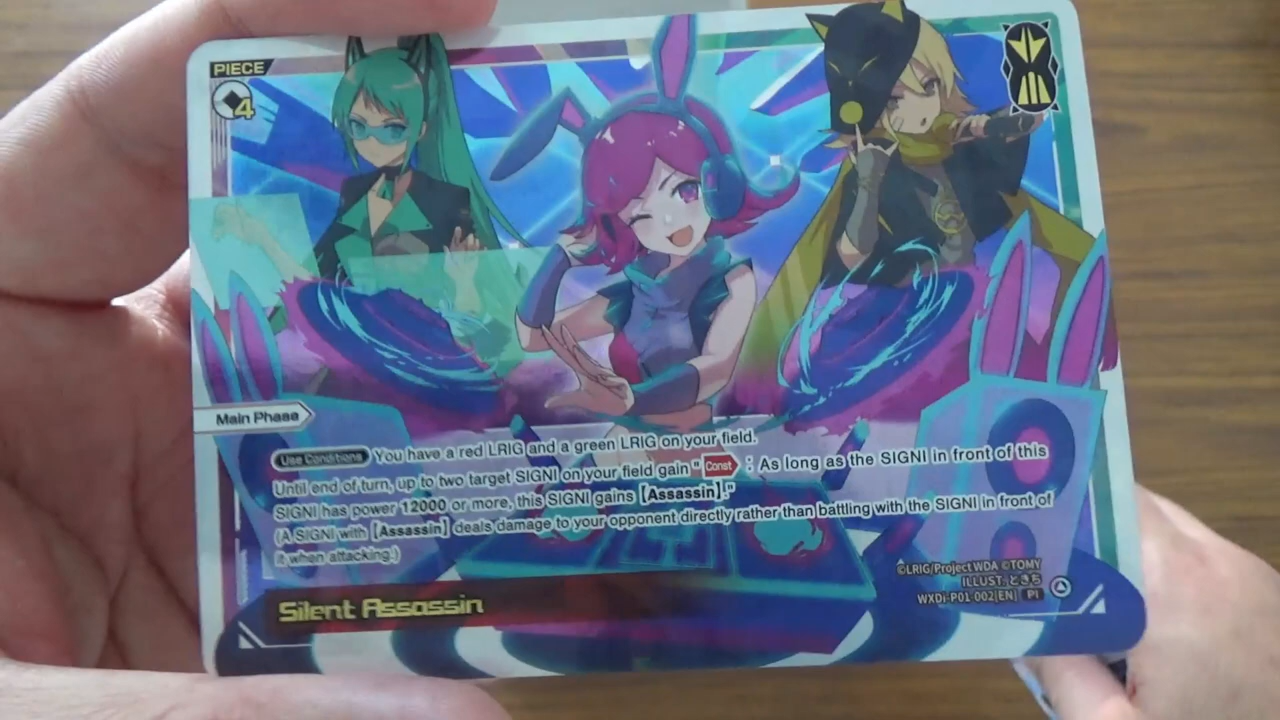 PIECE
4
Main Phase
Use Conditions You have a red LRIG and a green LRIG on your field.
Until end of turn, up to two target SIGNI on your field gain "Const : As long as the SIGNI in front of this
SIGNI has power 12000 or more, this SIGNI gains【Assassin】."
(A SIGNI with【Assassin】deals damage to your opponent directly rather than battling with the SIGNI in front of
it when attacking.)
©LRIG/Project WDA ©TOMY
ILLUST. ときち
WXDi-P01-002[EN] PI
Silent Assassin